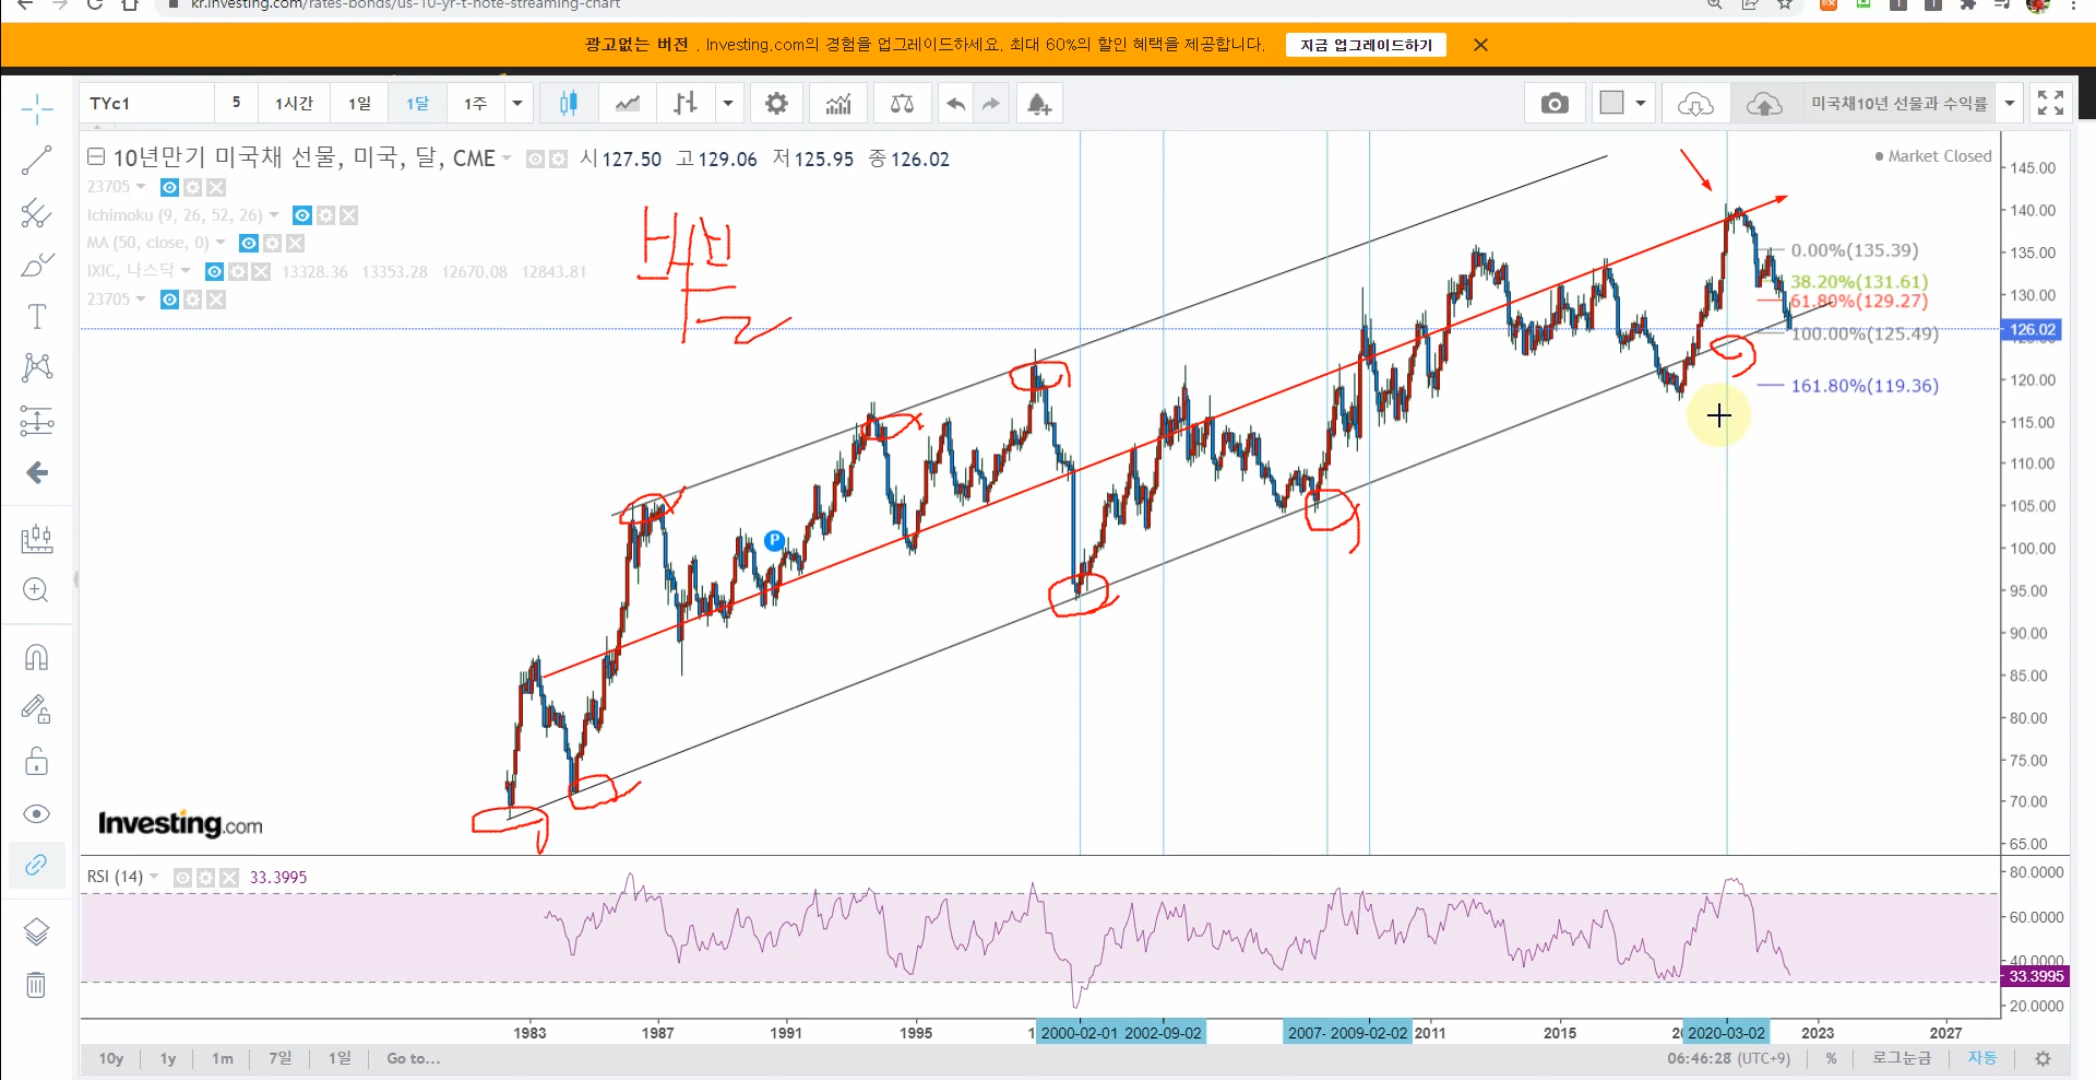 kr.investing.com/rates-bonds/us-10-yr-t-note-streaming-chart
광고없는 버전 . Investing.com의 경험을 업그레이드하세요. 최대 60%의 할인 혜택을 제공합니다. 지금 업그레이드하기
TYc1 5 1시간 1일 1달 1주 미국채10년 선물과 수익률
10년만기 미국채 선물, 미국, 달, CME 시 127.50 고 129.06 저 125.95 종 126.02
Market Closed
23705
Ichimoku (9, 26, 52, 26)
MA (50, close, 0)
IXIC, 나스닥 13328.36 13353.28 12670.08 12843.81
23705
0.00%(135.39)
38.20%(131.61)
61.80%(129.27)
100.00%(125.49)
161.80%(119.36)
145.00
140.00
135.00
130.00
126.02
120.00
115.00
110.00
105.00
100.00
95.00
90.00
85.00
80.00
75.00
70.00
65.00
P
Investing.com
RSI (14) 33.3995
80.0000
60.0000
40.0000
33.3995
20.0000
1983 1987 1991 1995 2000-02-01 2002-09-02 2007- 2009-02-02 2011 2015 2020-03-02 2023 2027
10y 1y 1m 7일 1일 Go to... 06:46:28 (UTC+9) % 로그눈금 자동